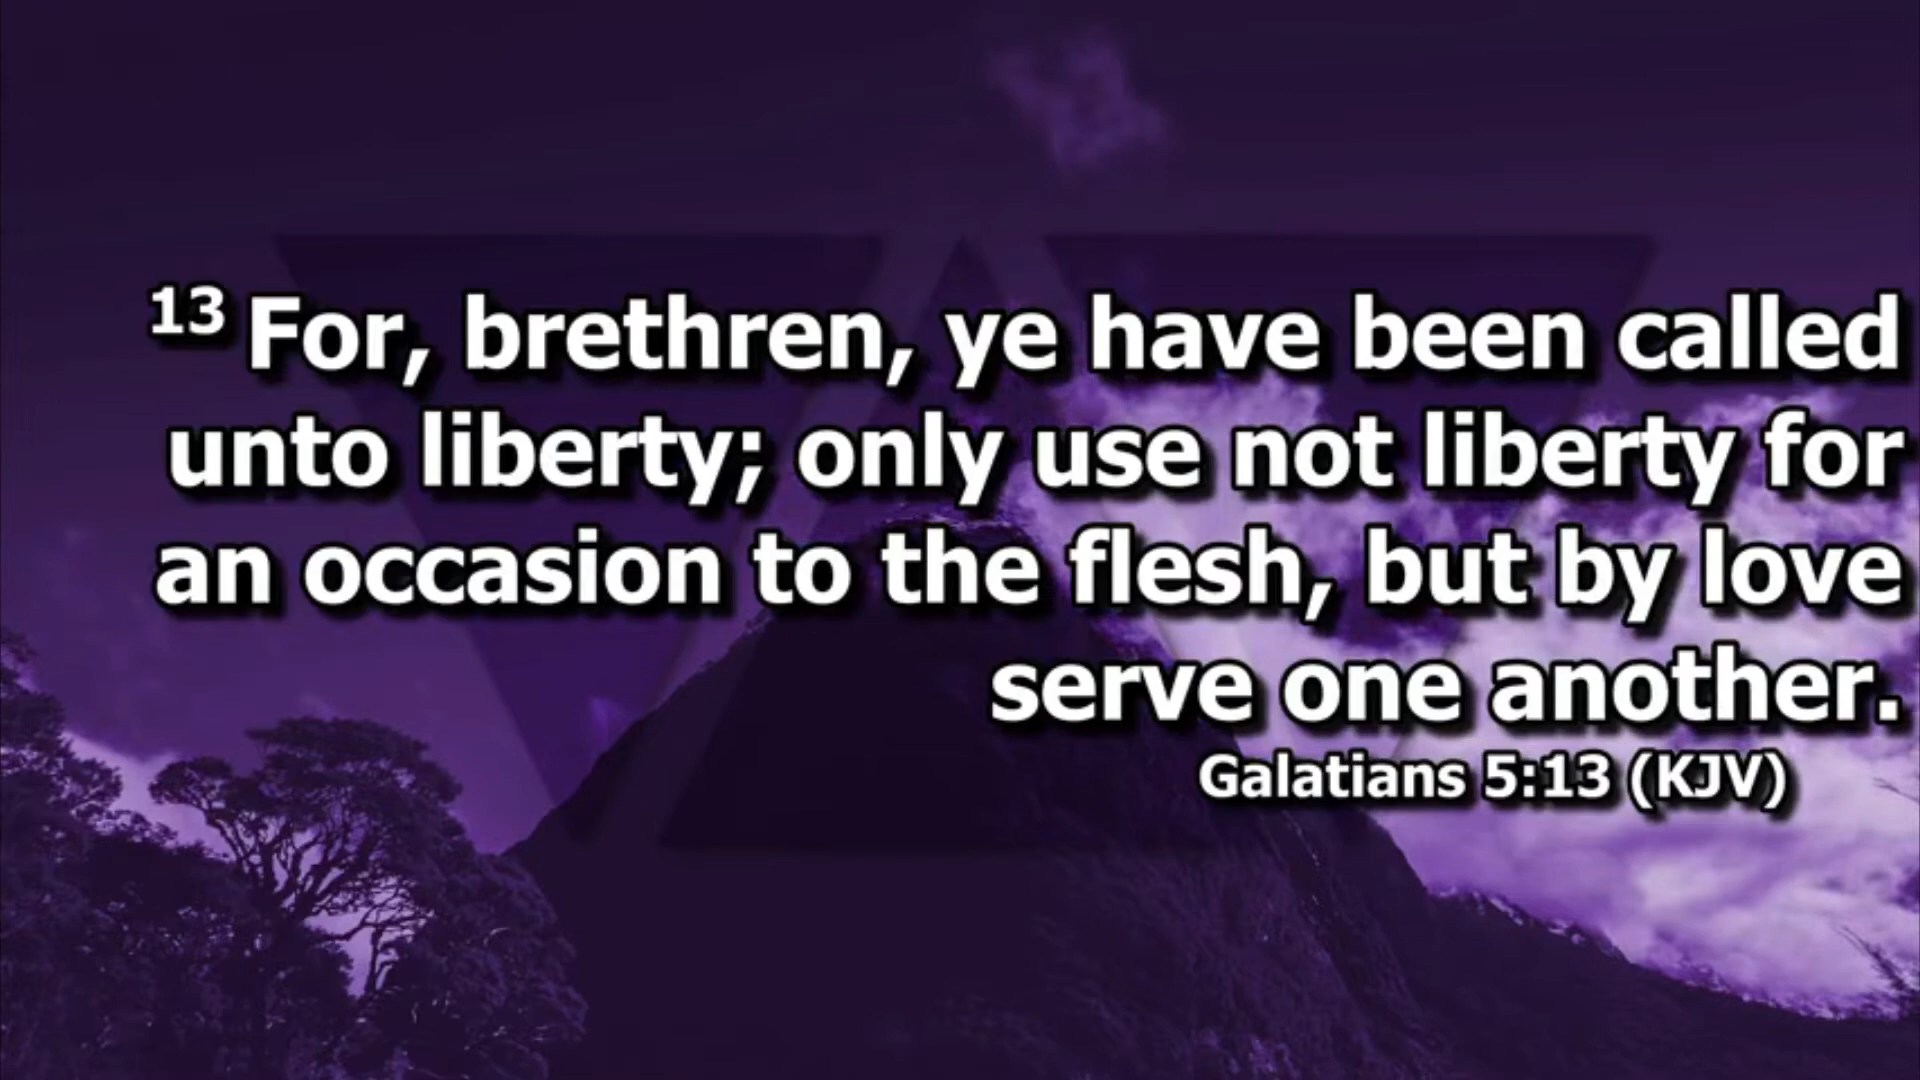 13 For, brethren, ye have been called
unto liberty; only use not liberty for
an occasion to the flesh, but by love
serve one another.
Galatians 5:13 (KJV)